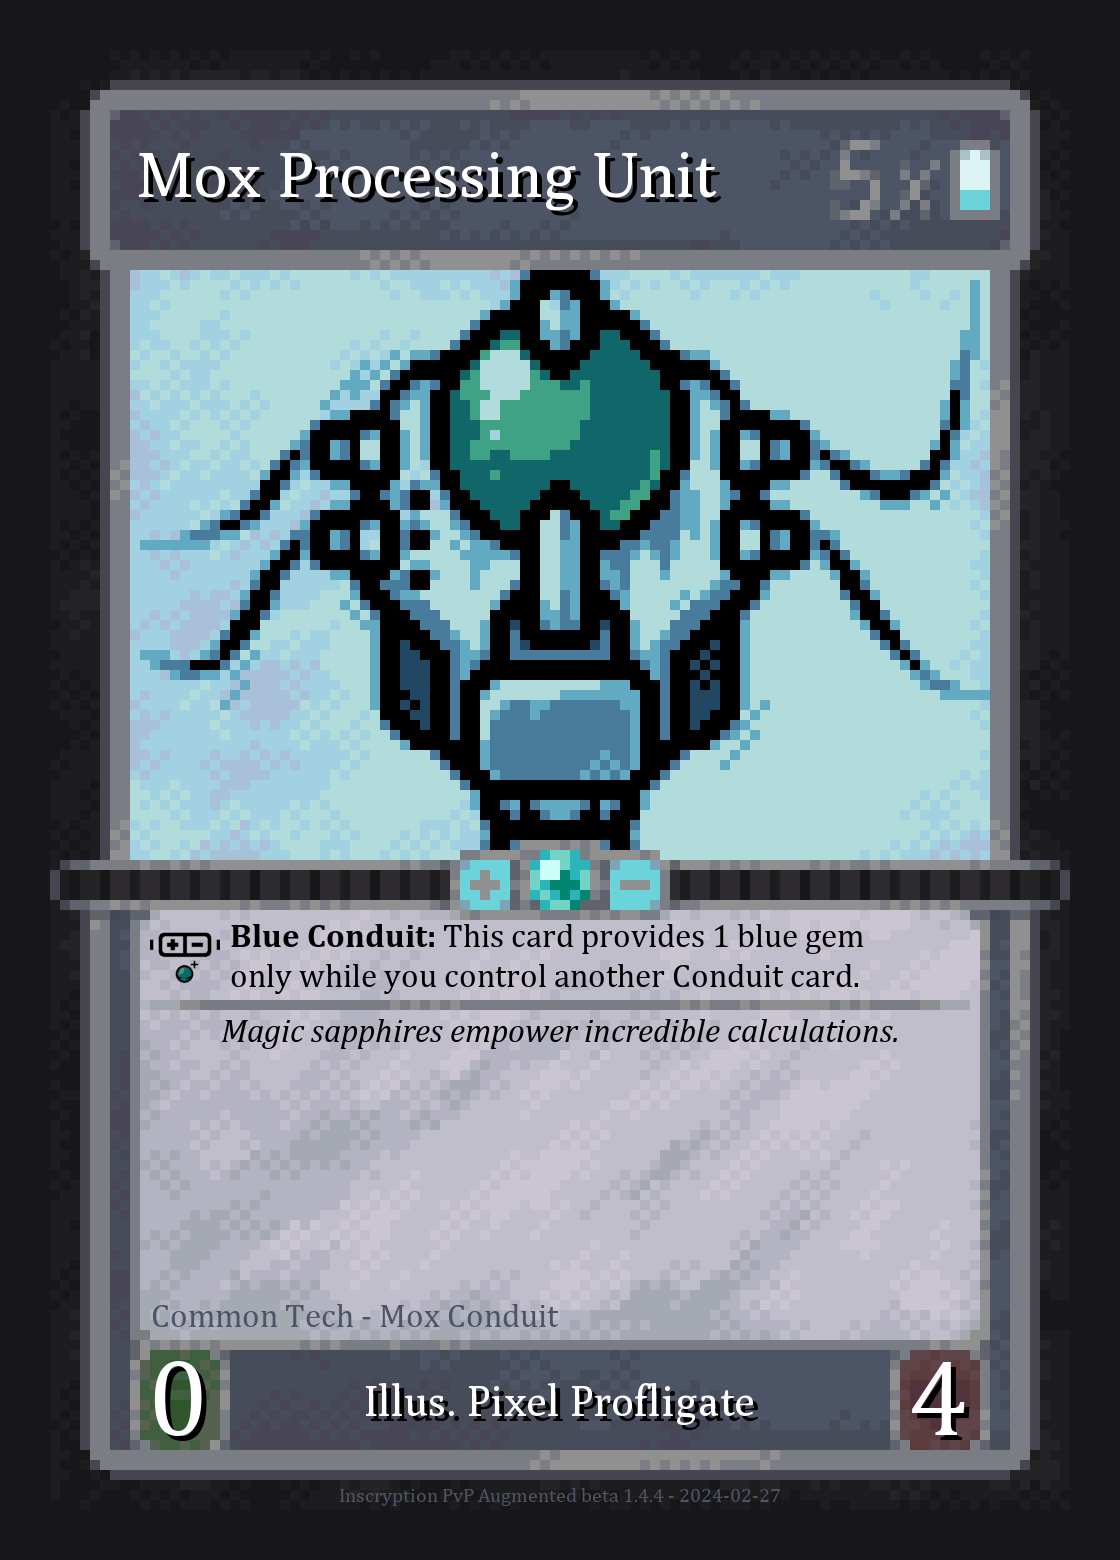 Mox Processing Unit 5x
Blue Conduit: This card provides 1 blue gem
only while you control another Conduit card.
Magic sapphires empower incredible calculations.
Common Tech - Mox Conduit
0 Illus. Pixel Profligate 4
Inscryption PvP Augmented beta 1.4.4 - 2024-02-27